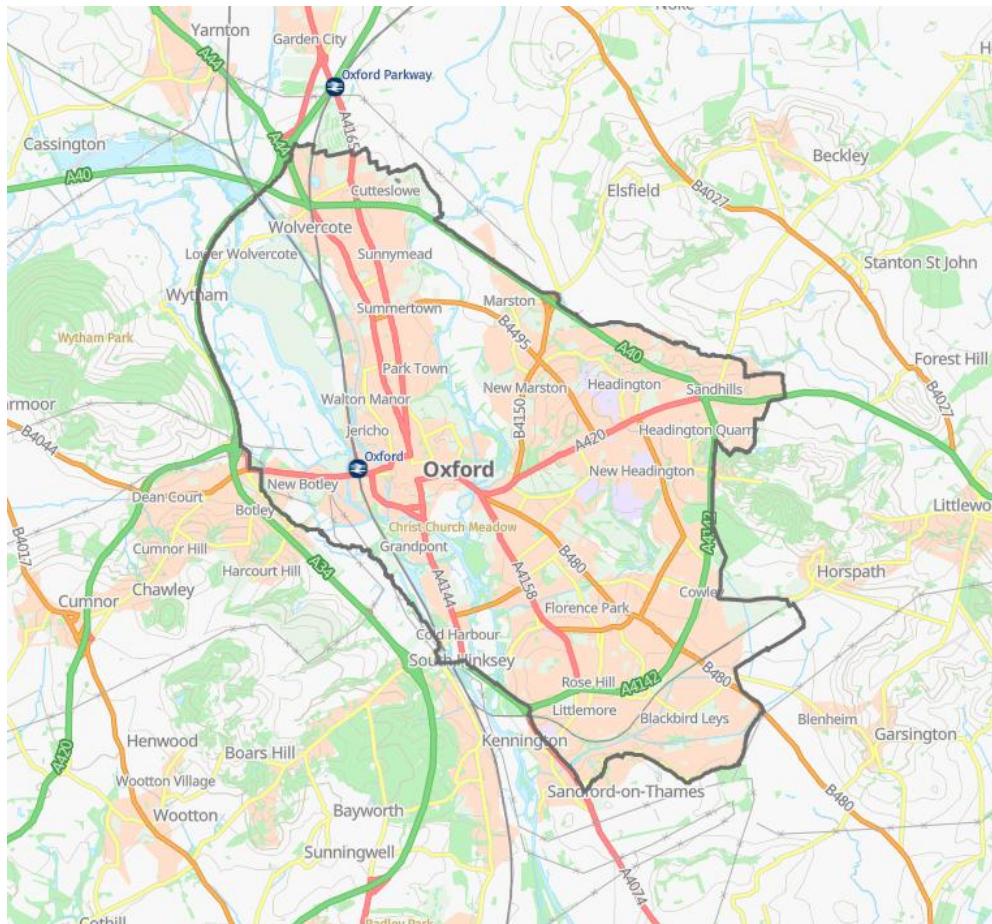 Yarnton
Garden City
A44
Oxford Parkway
A4165
Cassington
A40
A44
Beckley
B4027
Elsfield
Cutteslowe
Wolvercote
Sunnymead
Lower Wolvercote
Stanton St John
Wytham
Marston
Summertown
B4495
Wytham Park
A40
Forest Hill
Park Town
New Marston
Headington
Sandhills
Walton Manor
B4150
B4027
B4044
Jericho
A420
Headington Quarry
Oxford
Oxford
New Botley
New Headington
Dean Court
Botley
Christ Church Meadow
A4142
B4017
Cumnor Hill
Grandpont
B480
Harcourt Hill
A34
A4144
A4158
Horspath
Chawley
Cowley
Cumnor
Florence Park
Cold Harbour
South Hinksey
Rose Hill
A4142
B480
Littlemore
Blackbird Leys
Blenheim
Garsington
A420
Henwood
Boars Hill
Kennington
Wootton Village
Sandford-on-Thames
Wootton
Bayworth
B480
Sunningwell
A4074